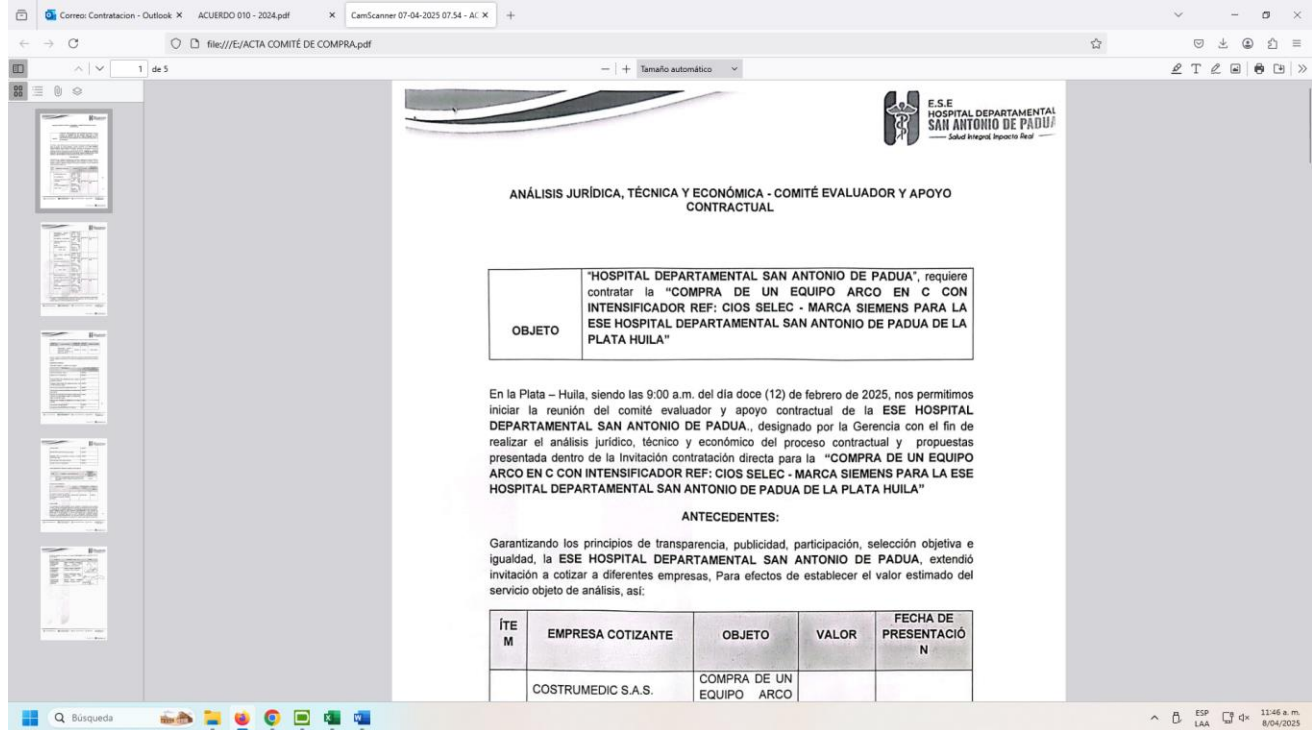 Correo: Contratacion - Outlook
ACUERDO 010 - 2024.pdf
CamScanner 07-04-2025 07.54 - AC
file:///E:/ACTA COMITÉ DE COMPRA.pdf
1 de 5
Tamaño automático
E.S.E
HOSPITAL DEPARTAMENTAL
SAN ANTONIO DE PADUA
Salud Integral, Impacto Real
ANÁLISIS JURÍDICA, TÉCNICA Y ECONÓMICA - COMITÉ EVALUADOR Y APOYO
CONTRACTUAL
OBJETO
"HOSPITAL DEPARTAMENTAL SAN ANTONIO DE PADUA", requiere
contratar la "COMPRA DE UN EQUIPO ARCO EN C CON
INTENSIFICADOR REF: CIOS SELEC - MARCA SIEMENS PARA LA
ESE HOSPITAL DEPARTAMENTAL SAN ANTONIO DE PADUA DE LA
PLATA HUILA"
En la Plata – Huila, siendo las 9:00 a.m. del día doce (12) de febrero de 2025, nos permitimos
iniciar la reunión del comité evaluador y apoyo contractual de la ESE HOSPITAL
DEPARTAMENTAL SAN ANTONIO DE PADUA., designado por la Gerencia con el fin de
realizar el análisis jurídico, técnico y económico del proceso contractual y propuestas
presentada dentro de la Invitación contratación directa para la "COMPRA DE UN EQUIPO
ARCO EN C CON INTENSIFICADOR REF: CIOS SELEC - MARCA SIEMENS PARA LA ESE
HOSPITAL DEPARTAMENTAL SAN ANTONIO DE PADUA DE LA PLATA HUILA"
ANTECEDENTES:
Garantizando los principios de transparencia, publicidad, participación, selección objetiva e
igualdad, la ESE HOSPITAL DEPARTAMENTAL SAN ANTONIO DE PADUA, extendió
invitación a cotizar a diferentes empresas, Para efectos de establecer el valor estimado del
servicio objeto de análisis, así:
ÍTE
M
EMPRESA COTIZANTE
OBJETO
VALOR
FECHA DE
PRESENTACIÓ
N
COSTRUMEDIC S.A.S.
COMPRA DE UN
EQUIPO ARCO
Búsqueda
ESP
LAA
11:46 a. m.
8/04/2025